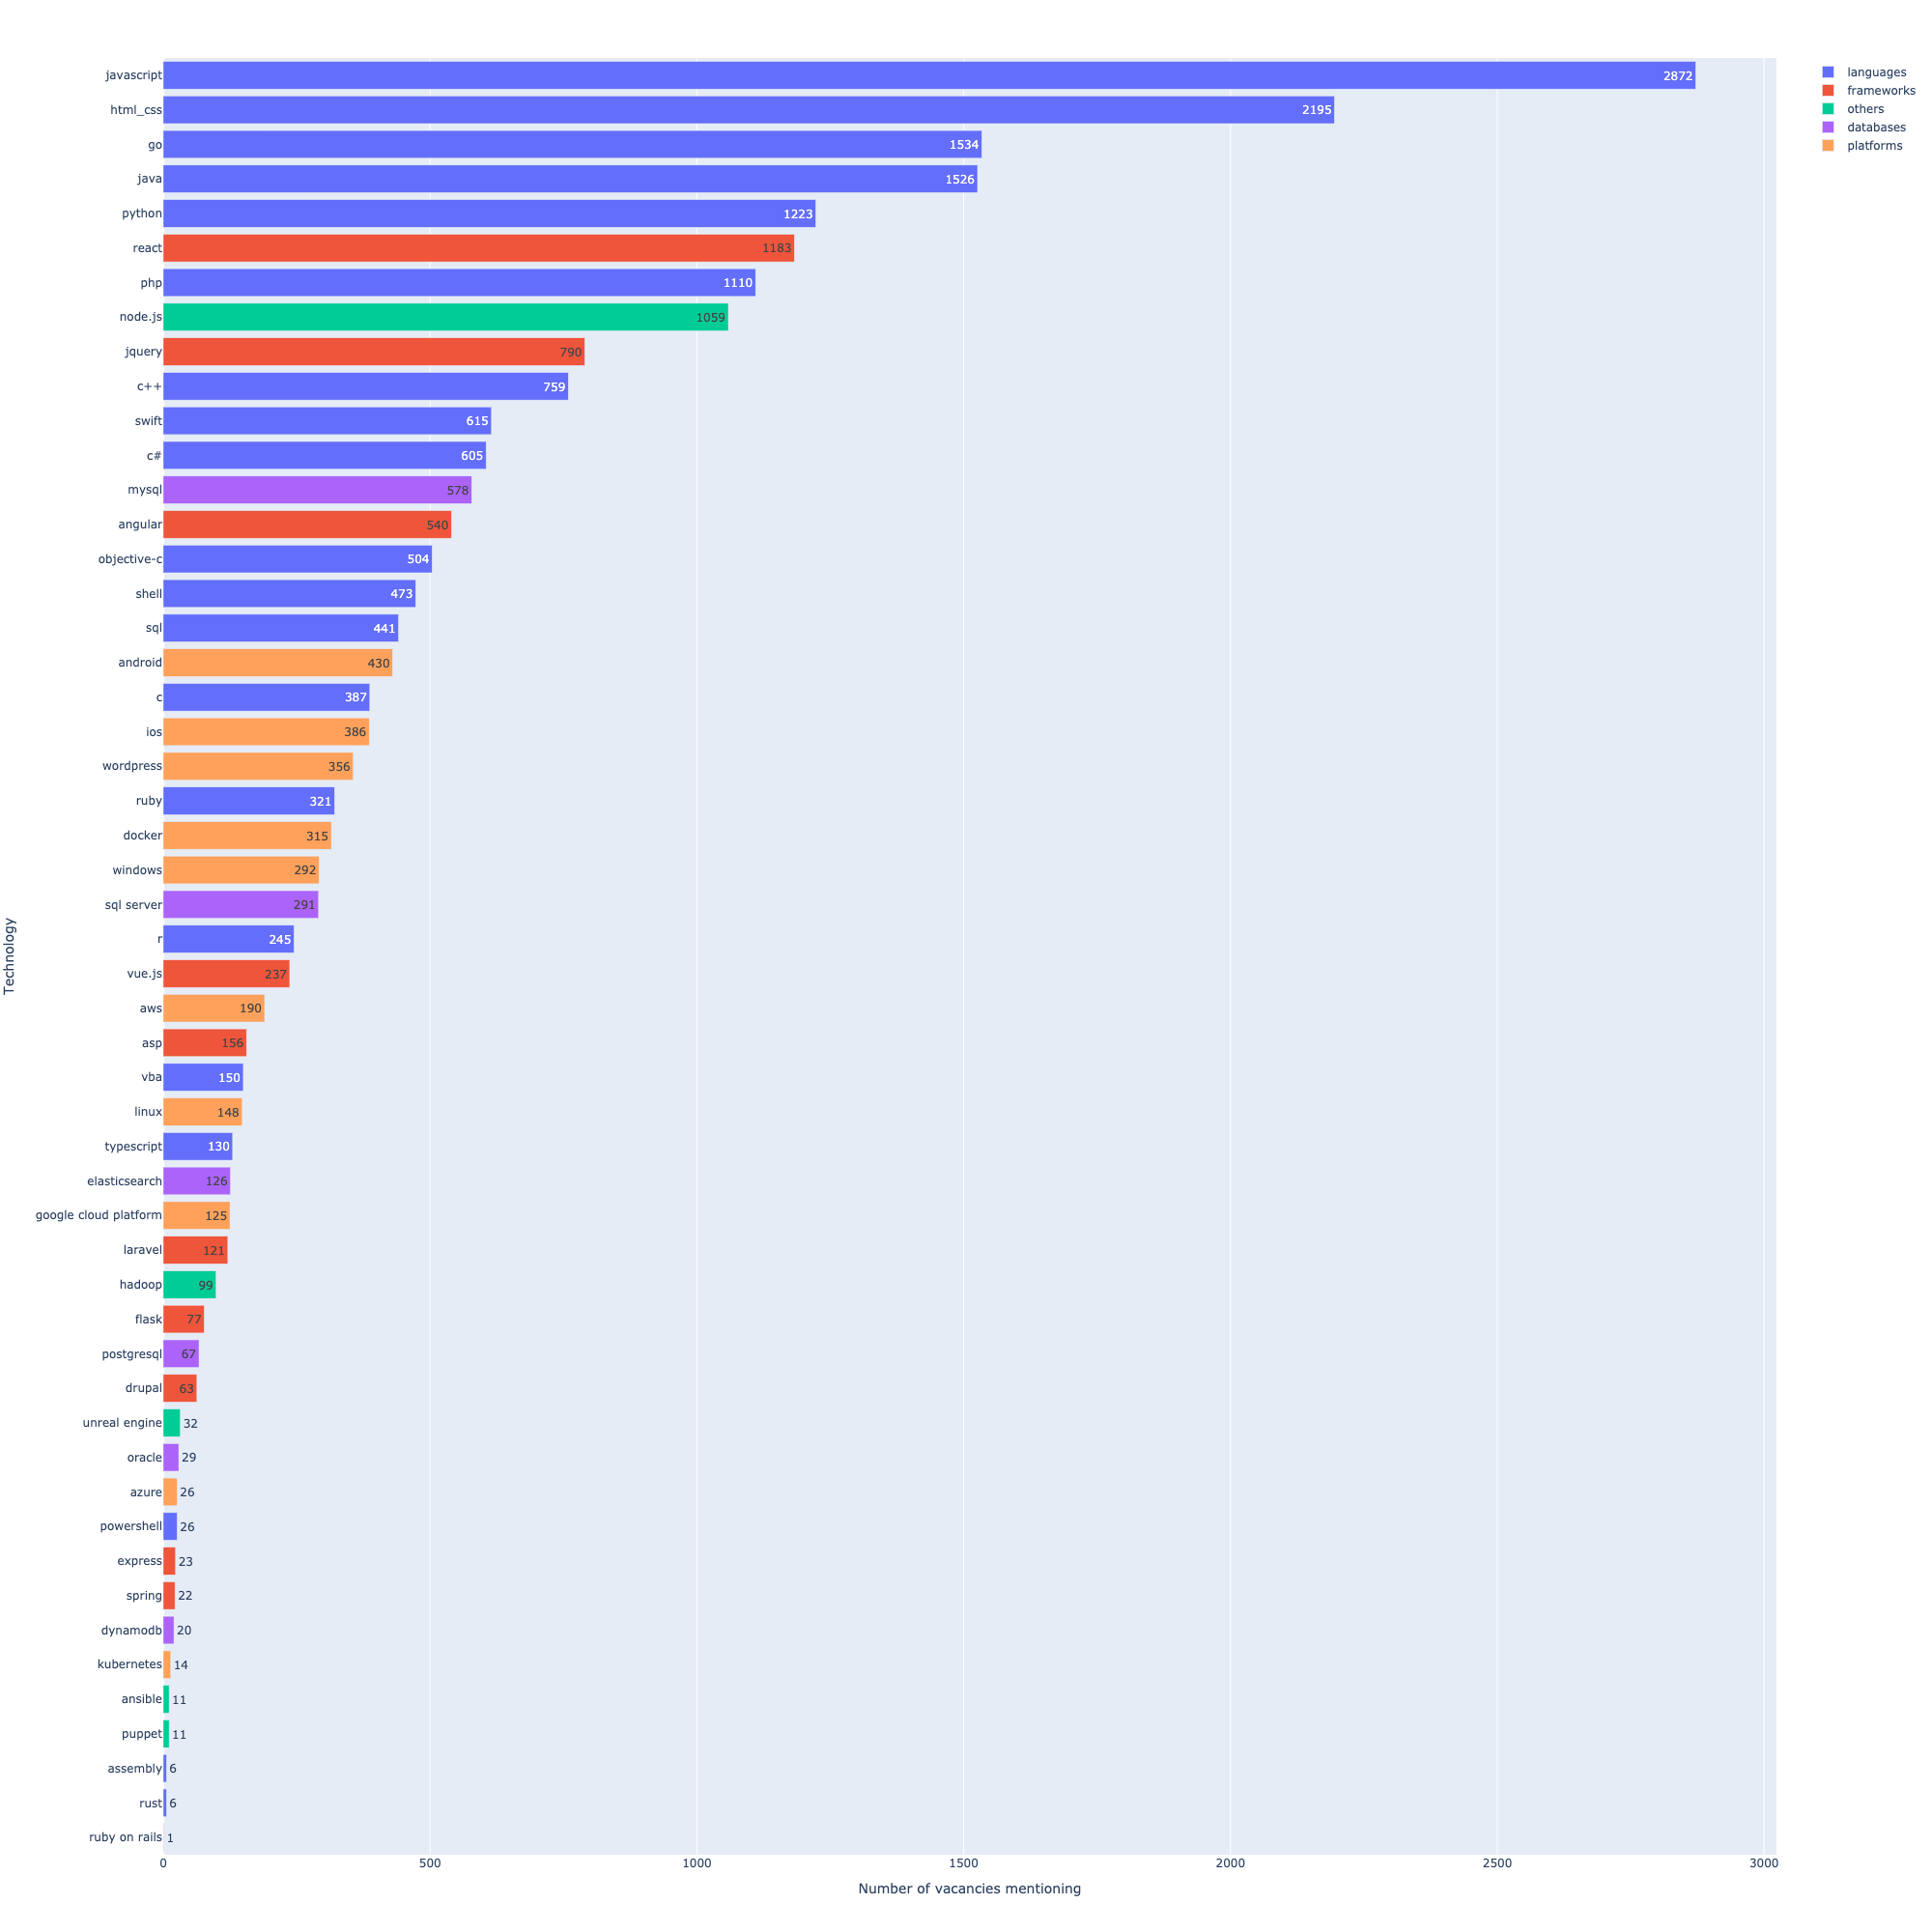 javascript 2872
html_css 2195
go 1534
java 1526
python 1223
react 1183
php 1110
node.js 1059
jquery 790
c++ 759
swift 615
c# 605
mysql 578
angular 540
objective-c 504
shell 473
sql 441
android 430
c 387
ios 386
wordpress 356
ruby 321
docker 315
windows 292
sql server 291
r 245
vue.js 237
aws 190
asp 156
vba 150
linux 148
typescript 130
elasticsearch 126
google cloud platform 125
laravel 121
hadoop 99
flask 77
postgresql 67
drupal 63
unreal engine 32
oracle 29
azure 26
powershell 26
express 23
spring 22
dynamodb 20
kubernetes 14
ansible 11
puppet 11
assembly 6
rust 6
ruby on rails 1
0 500 1000 1500 2000 2500 3000
Number of vacancies mentioning
Technology
languages
frameworks
others
databases
platforms